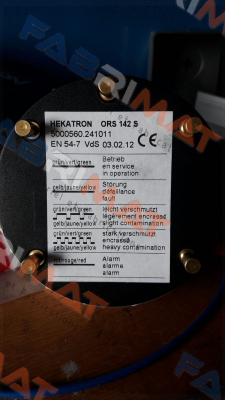 FABRIMAT
HEKATRON ORS 142 S
5000560.241011
EN 54-7 VdS 03.02.12 CE
grün/vert/green Betrieb
en service
in operation
gelb/jaune/yellow Störung
défaillance
fault
grün/vert/green leicht verschmutzt
légèrement encrassé
gelb/jaune/yellow slight contamination
grün/vert/green stark/verschmutzt
encrassé
gelb/jaune/yellow heavy contamination
rot/rouge/red Alarm
alarme
alarm
FABRIMAT